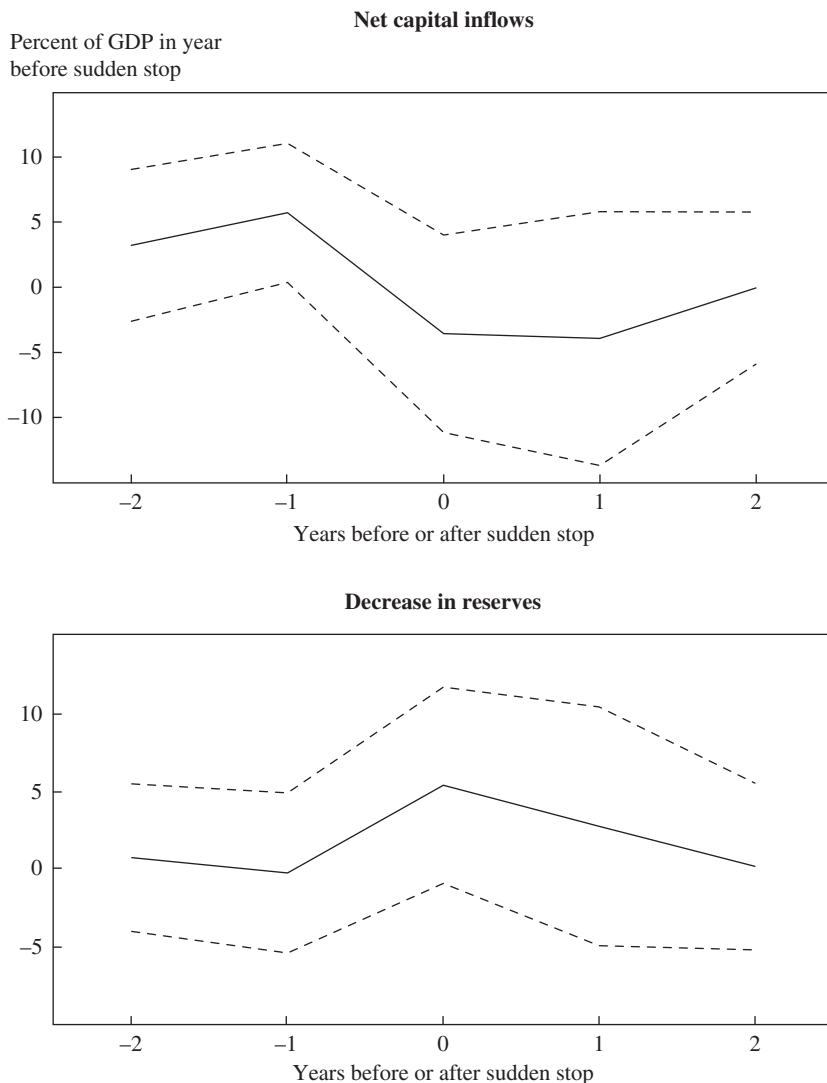 Net capital inflows
Percent of GDP in year
before sudden stop
10
5
0
–5
–10
–2 –1 0 1 2
Years before or after sudden stop
Decrease in reserves
10
5
0
–5
–2 –1 0 1 2
Years before or after sudden stop